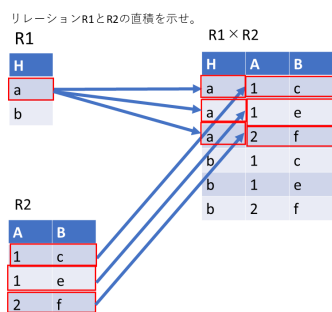 リレーションR1とR2の直積を示せ。
R1
H
a
b
R1×R2
H A B
a 1 c
a 1 e
a 2 f
b 1 c
b 1 e
b 2 f
R2
A B
1 c
1 e
2 f